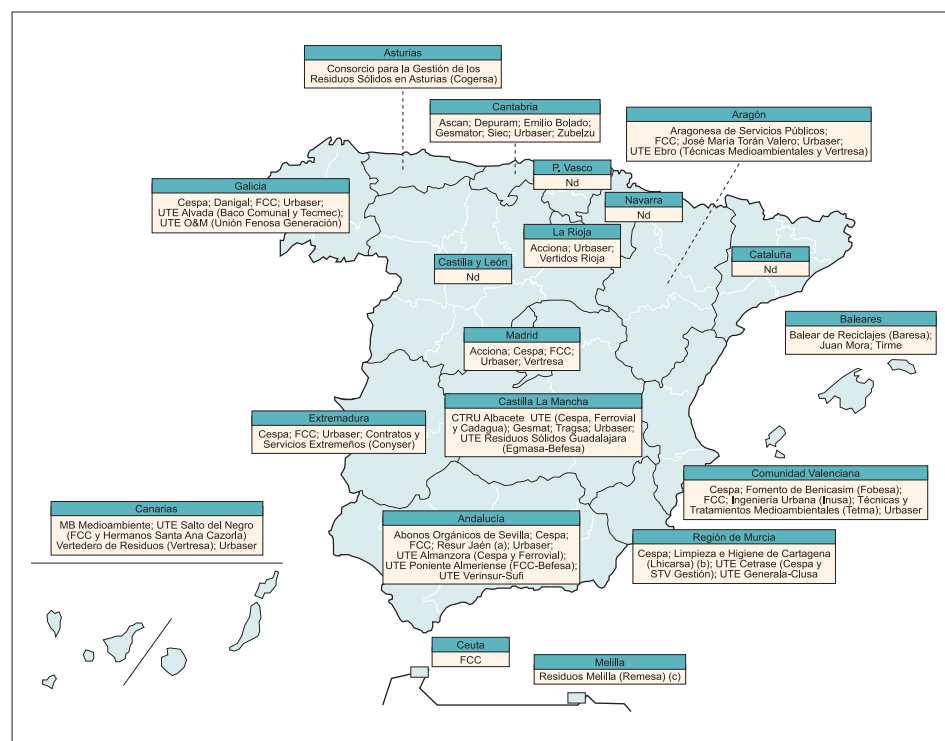 Asturias
Consorcio para la Gestión de los
Residuos Sólidos en Asturias (Cogersa)
Cantabria
Ascan; Depuram; Emilio Bolado;
Gesmator; Siec; Urbaser; Zubelzu
Aragón
Aragonesa de Servicios Públicos;
FCC; José María Torán Valero; Urbaser;
UTE Ebro (Técnicas Medioambientales y Vertresa)
P. Vasco
Nd
Galicia
Cespa; Danigal; FCC; Urbaser;
UTE Alvada (Baco Comunal y Tecmec);
UTE O&M (Unión Fenosa Generación)
Navarra
Nd
La Rioja
Acciona; Urbaser;
Vertidos Rioja
Castilla y León
Nd
Cataluña
Nd
Baleares
Balear de Reciclajes (Baresa);
Juan Mora; Tirme
Madrid
Acciona; Cespa; FCC;
Urbaser; Vertresa
Castilla La Mancha
CTRU Albacete UTE (Cespa, Ferrovial
y Cadagua); Gesmat; Tragsa; Urbaser;
UTE Residuos Sólidos Guadalajara
(Egmasa-Befesa)
Extremadura
Cespa; FCC; Urbaser; Contratos y
Servicios Extremeños (Conyser)
Comunidad Valenciana
Cespa; Fomento de Benicasim (Fobesa);
FCC; Ingeniería Urbana (Inusa); Técnicas y
Tratamientos Medioambientales (Tetma); Urbaser
Canarias
MB Medioambiente; UTE Salto del Negro
(FCC y Hermanos Santa Ana Cazorla)
Vertedero de Residuos (Vertresa); Urbaser
Andalucía
Abonos Orgánicos de Sevilla; Cespa;
FCC; Resur Jaén (a); Urbaser;
UTE Almanzora (Cespa y Ferrovial);
UTE Poniente Almeriense (FCC-Befesa);
UTE Verinsur-Sufi
Región de Murcia
Cespa; Limpieza e Higiene de Cartagena
(Lhicarsa) (b); UTE Cetrase (Cespa y
STV Gestión); UTE Generala-Clusa
Ceuta
FCC
Melilla
Residuos Melilla (Remesa) (c)